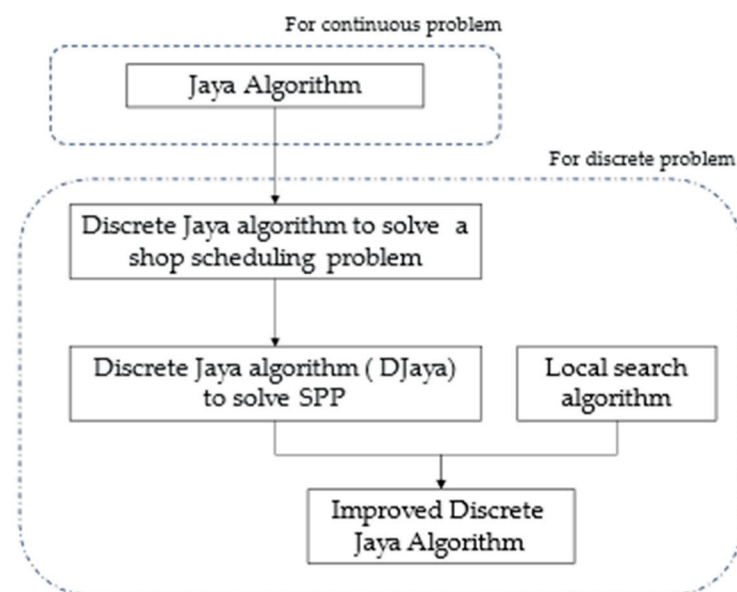 For continuous problem
Jaya Algorithm
For discrete problem
Discrete Jaya algorithm to solve a
shop scheduling problem
Discrete Jaya algorithm ( DJaya)
to solve SPP
Local search
algorithm
Improved Discrete
Jaya Algorithm